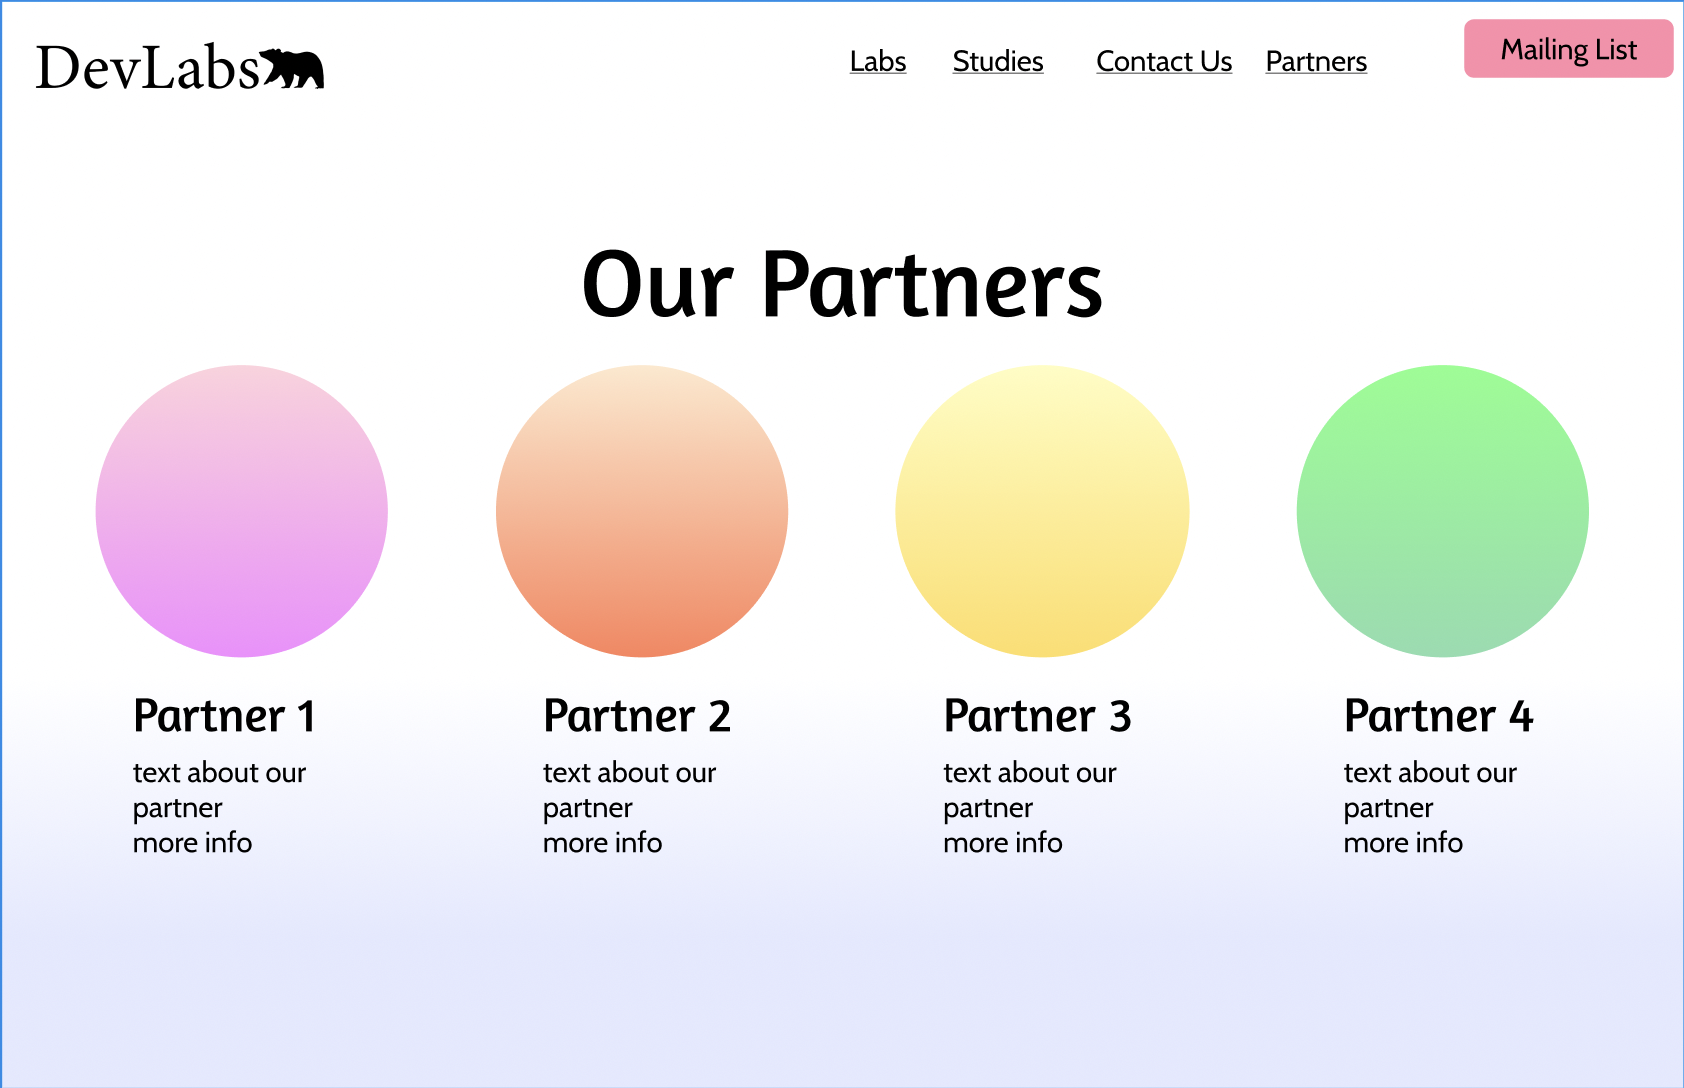 DevLabs
Labs Studies Contact Us Partners
Mailing List
Our Partners
Partner 1
text about our
partner
more info
Partner 2
text about our
partner
more info
Partner 3
text about our
partner
more info
Partner 4
text about our
partner
more info